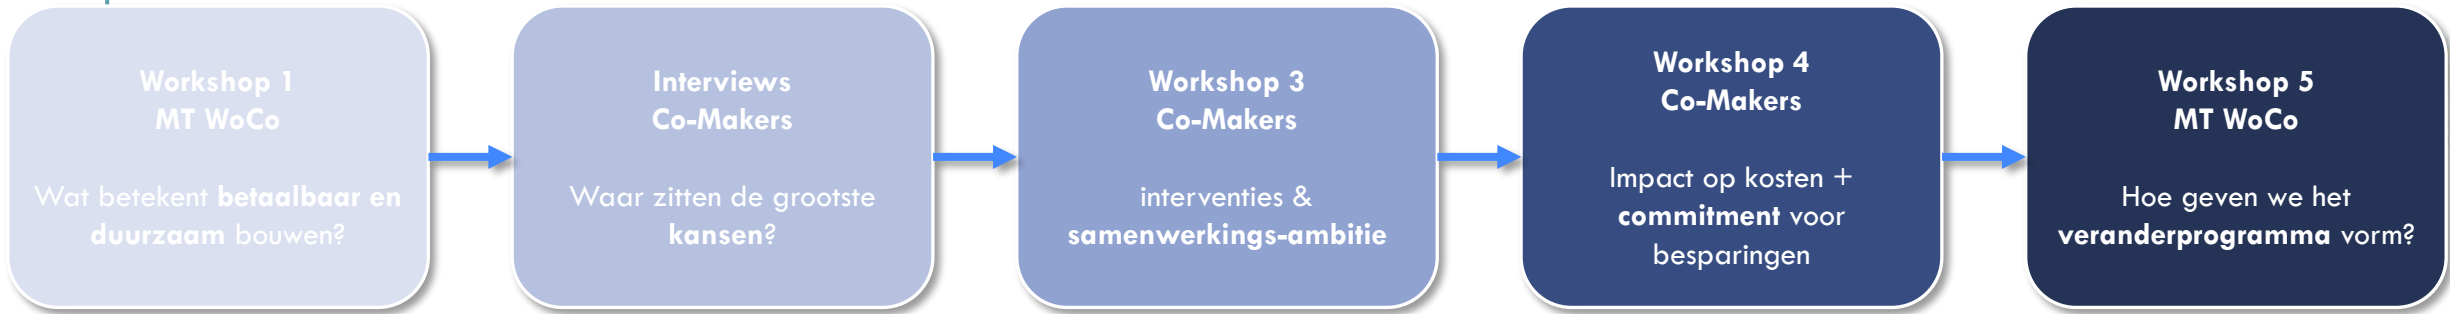 Workshop 1
MT WoCo
Wat betekent betaalbaar en
duurzaam bouwen?
Interviews
Co-Makers
Waar zitten de grootste
kansen?
Workshop 3
Co-Makers
interventies &
samenwerkings-ambitie
Workshop 4
Co-Makers
Impact op kosten +
commitment voor
besparingen
Workshop 5
MT WoCo
Hoe geven we het
veranderprogramma vorm?